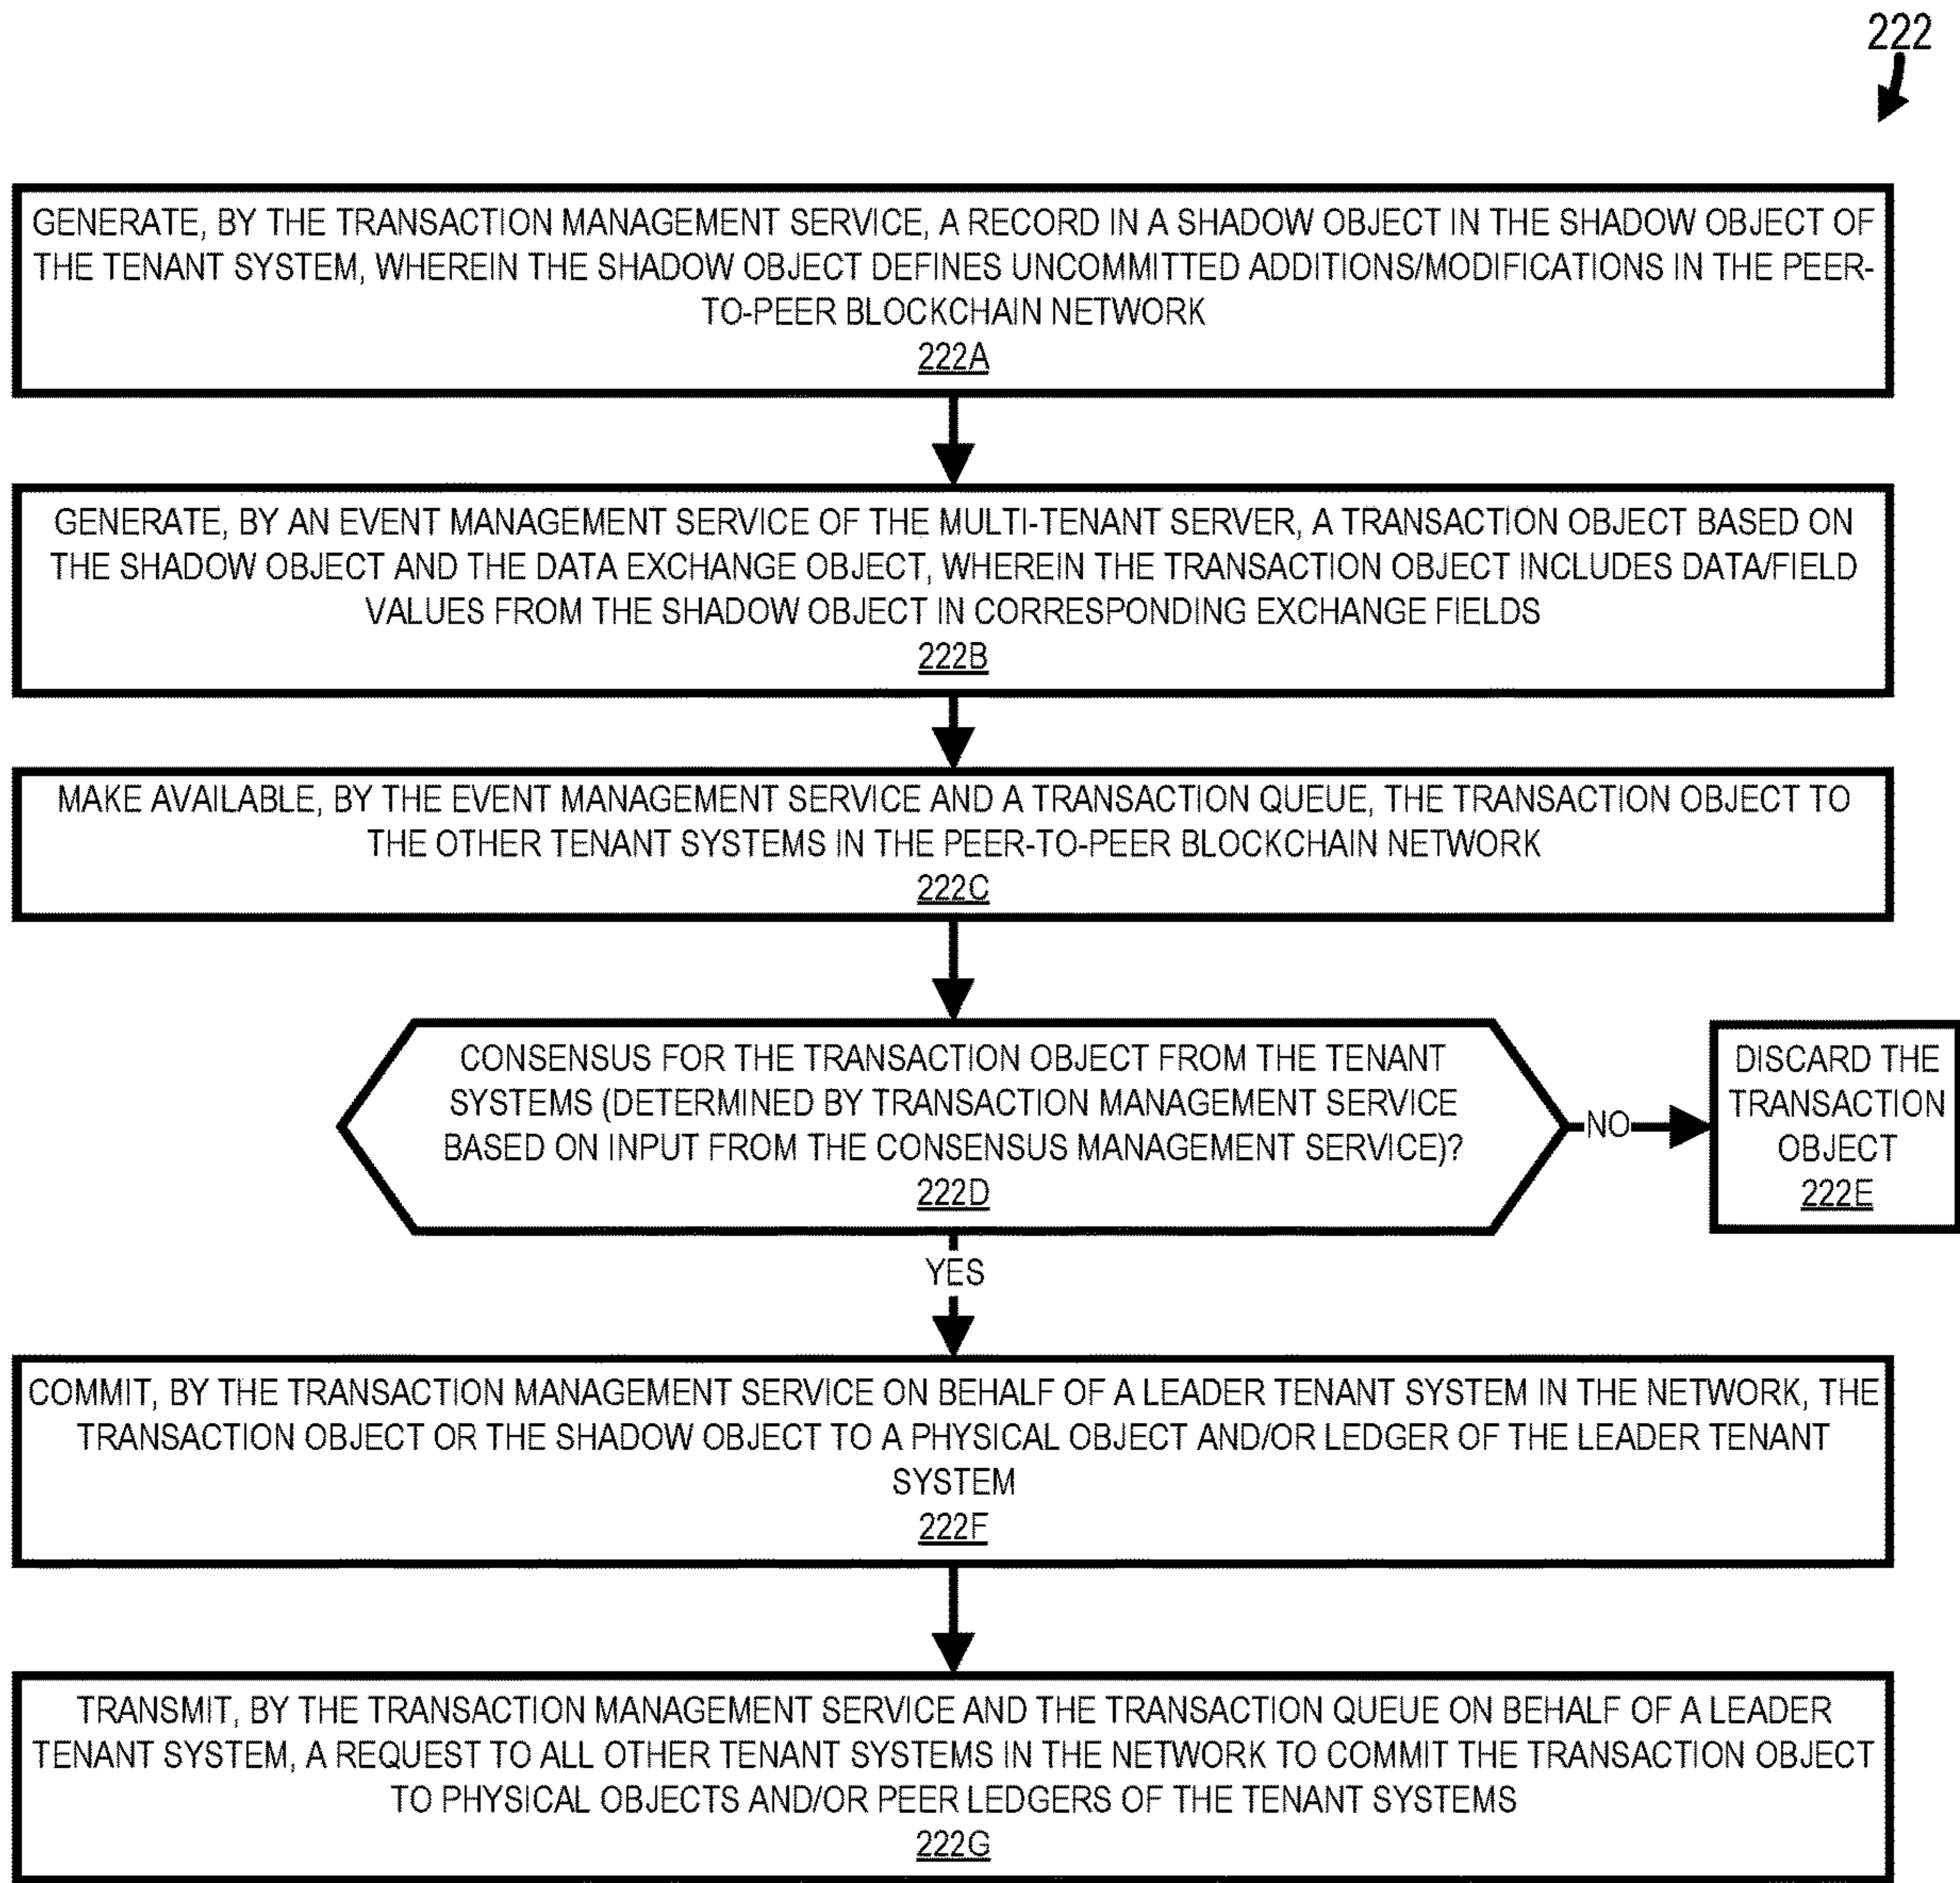 222
GENERATE, BY THE TRANSACTION MANAGEMENT SERVICE, A RECORD IN A SHADOW OBJECT IN THE SHADOW OBJECT OF
THE TENANT SYSTEM, WHEREIN THE SHADOW OBJECT DEFINES UNCOMMITTED ADDITIONS/MODIFICATIONS IN THE PEER-
TO-PEER BLOCKCHAIN NETWORK
222A
GENERATE, BY AN EVENT MANAGEMENT SERVICE OF THE MULTI-TENANT SERVER, A TRANSACTION OBJECT BASED ON
THE SHADOW OBJECT AND THE DATA EXCHANGE OBJECT, WHEREIN THE TRANSACTION OBJECT INCLUDES DATA/FIELD
VALUES FROM THE SHADOW OBJECT IN CORRESPONDING EXCHANGE FIELDS
222B
MAKE AVAILABLE, BY THE EVENT MANAGEMENT SERVICE AND A TRANSACTION QUEUE, THE TRANSACTION OBJECT TO
THE OTHER TENANT SYSTEMS IN THE PEER-TO-PEER BLOCKCHAIN NETWORK
222C
CONSENSUS FOR THE TRANSACTION OBJECT FROM THE TENANT
SYSTEMS (DETERMINED BY TRANSACTION MANAGEMENT SERVICE
BASED ON INPUT FROM THE CONSENSUS MANAGEMENT SERVICE)?
222D
NO
DISCARD THE
TRANSACTION
OBJECT
222E
YES
COMMIT, BY THE TRANSACTION MANAGEMENT SERVICE ON BEHALF OF A LEADER TENANT SYSTEM IN THE NETWORK, THE
TRANSACTION OBJECT OR THE SHADOW OBJECT TO A PHYSICAL OBJECT AND/OR LEDGER OF THE LEADER TENANT
SYSTEM
222F
TRANSMIT, BY THE TRANSACTION MANAGEMENT SERVICE AND THE TRANSACTION QUEUE ON BEHALF OF A LEADER
TENANT SYSTEM, A REQUEST TO ALL OTHER TENANT SYSTEMS IN THE NETWORK TO COMMIT THE TRANSACTION OBJECT
TO PHYSICAL OBJECTS AND/OR PEER LEDGERS OF THE TENANT SYSTEMS
222G